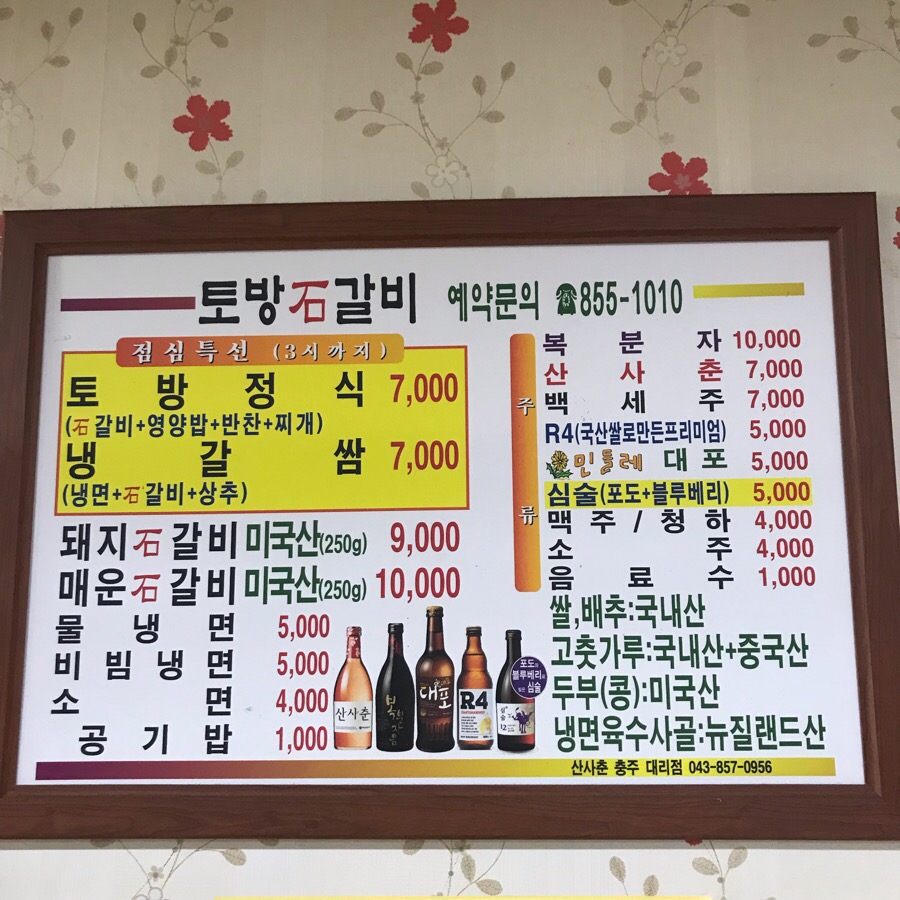 토방石갈비 예약문의 ☎855-1010
점심특선 (3시까지)
토방정식 7,000
(石갈비+영양밥+반찬+찌개)
냉갈쌈 7,000
(냉면+石갈비+상추)
돼지石갈비 미국산(250g) 9,000
매운石갈비 미국산(250g) 10,000
물냉면 5,000
비빔냉면 5,000
소면 4,000
공기밥 1,000
주류
복분자 10,000
산사춘 7,000
백세주 7,000
R4(국산쌀로만든프리미엄) 5,000
민들레 대포 5,000
심술(포도+블루베리) 5,000
맥주/청하 4,000
소주 4,000
음료수 1,000
쌀,배추:국내산
고춧가루:국내산+중국산
두부(콩):미국산
냉면육수사골:뉴질랜드산
산사춘
대포
R4
심술
12
포도와
블루베리로
심술
산사춘 충주 대리점 043-857-0956